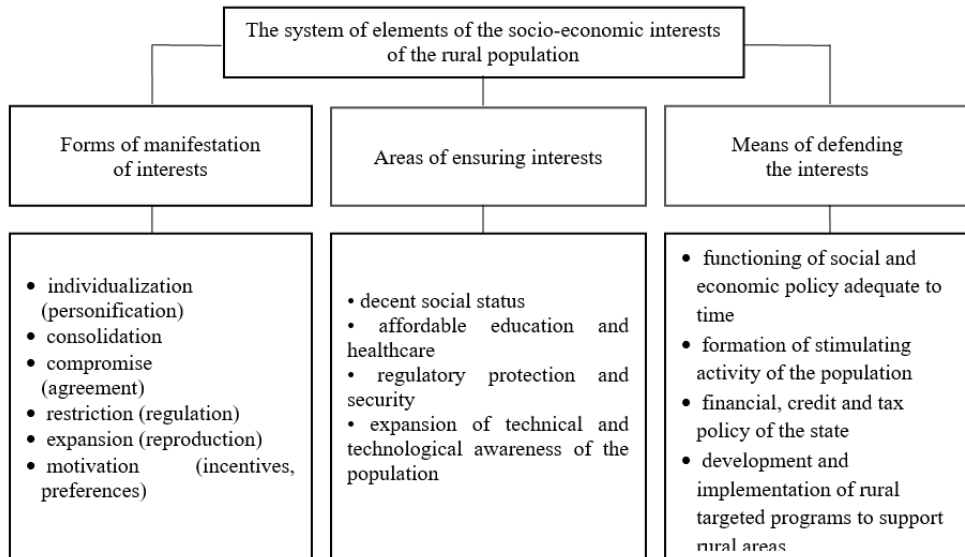 The system of elements of the socio-economic interests
of the rural population
Forms of manifestation
of interests
Areas of ensuring interests
Means of defending
the interests
• individualization
(personification)
• consolidation
• compromise
(agreement)
• restriction (regulation)
• expansion (reproduction)
• motivation (incentives,
preferences)
• decent social status
• affordable education and
healthcare
• regulatory protection and
security
• expansion of technical and
technological awareness of the
population
• functioning of social and
economic policy adequate to
time
• formation of stimulating
activity of the population
• financial, credit and tax
policy of the state
• development and
implementation of rural
targeted programs to support
rural areas